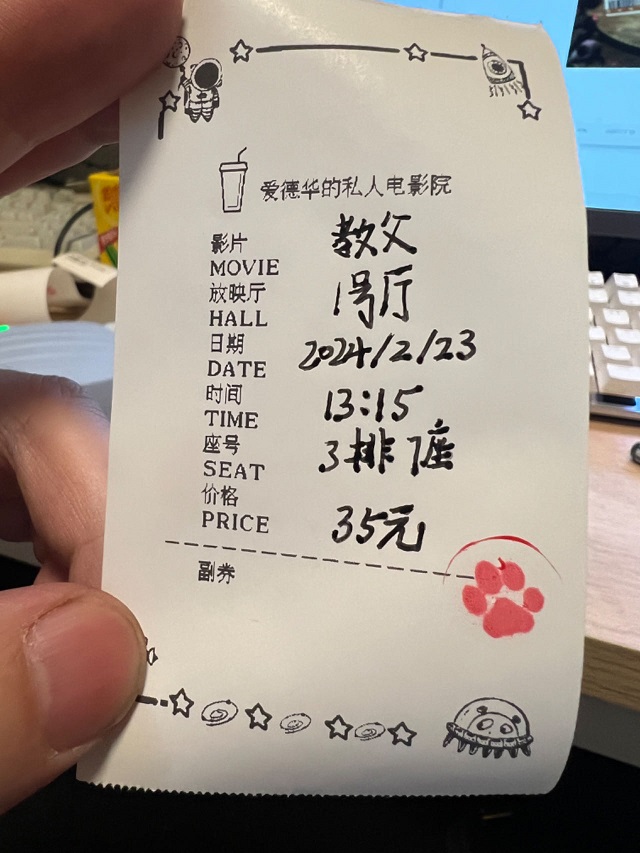 爱德华的私人电影院
影片 教父
MOVIE
放映厅 1号厅
HALL
日期 2024/2/23
DATE
时间 13:15
TIME
座号 3排7座
SEAT
价格 35元
PRICE
副券